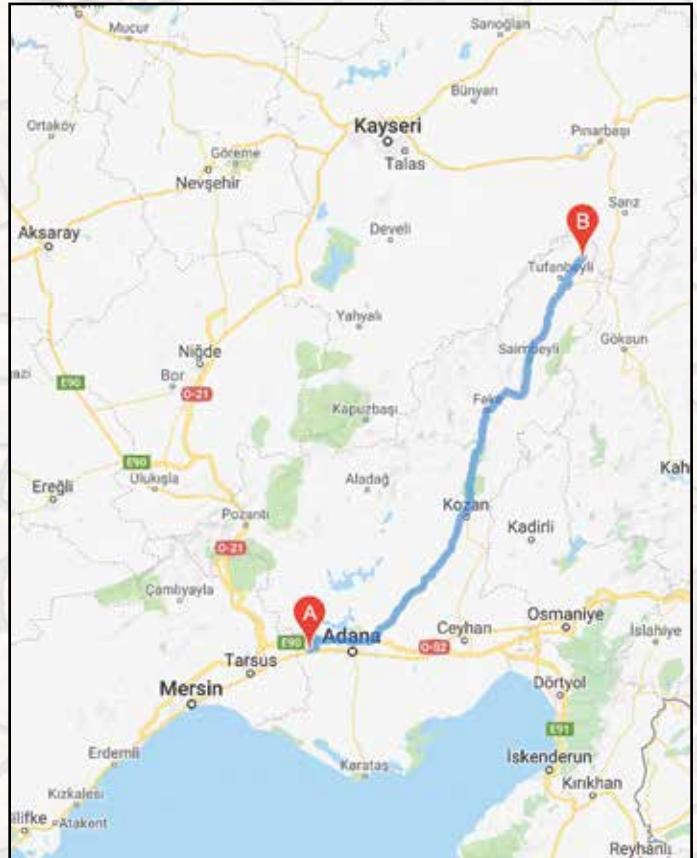 Mucur
Sarıoğlan
Bünyan
Ortaköy
Kayseri
Talas
Pınarbaşı
Göreme
Nevşehir
Sarız
Aksaray
Develi
B
Tufanbeyli
Yahyalı
Niğde
Saimbeyli
Göksun
Bor
E90
O-21
Feke
Kapuzbaşı
E90
Ulukışla
Aladağ
Kah
Ereğli
Pozantı
Kozan
Kadirli
O-21
Çamlıyayla
A
Osmaniye
E90
Adana
Ceyhan
O-52
İslahiye
Tarsus
Mersin
Dörtyol
E91
Erdemli
Karataş
İskenderun
Kırıkhan
Kızkalesi
ilifke
Atakent
Reyhanlı